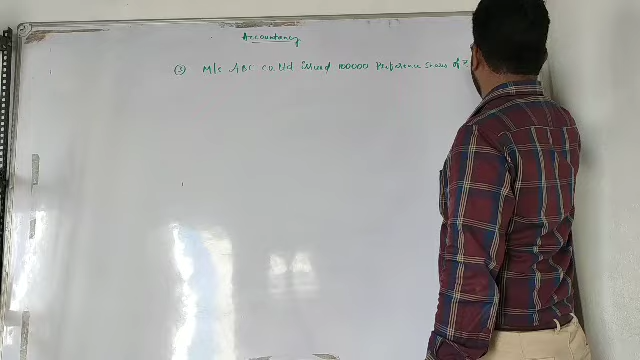 Accountancy
③ M/s ABC Co. Ltd issued 100000 Preference shares of ₹